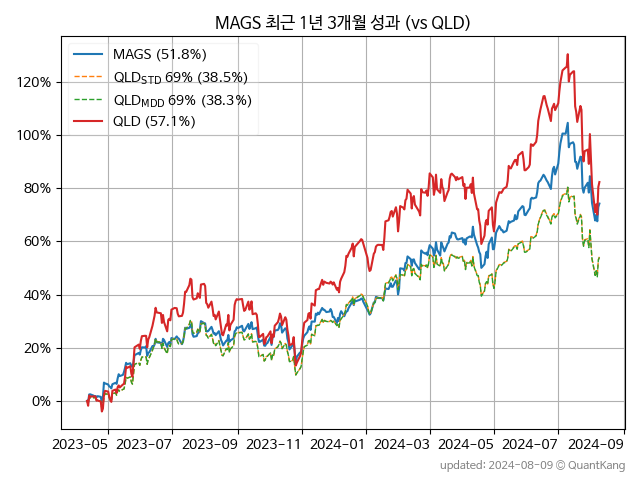 MAGS 최근 1년 3개월 성과 (vs QLD)
MAGS (51.8%)
QLD_STD 69% (38.5%)
QLD_MDD 69% (38.3%)
QLD (57.1%)
120%
100%
80%
60%
40%
20%
0%
2023-05 2023-07 2023-09 2023-11 2024-01 2024-03 2024-05 2024-07 2024-09
updated: 2024-08-09 © QuantKang